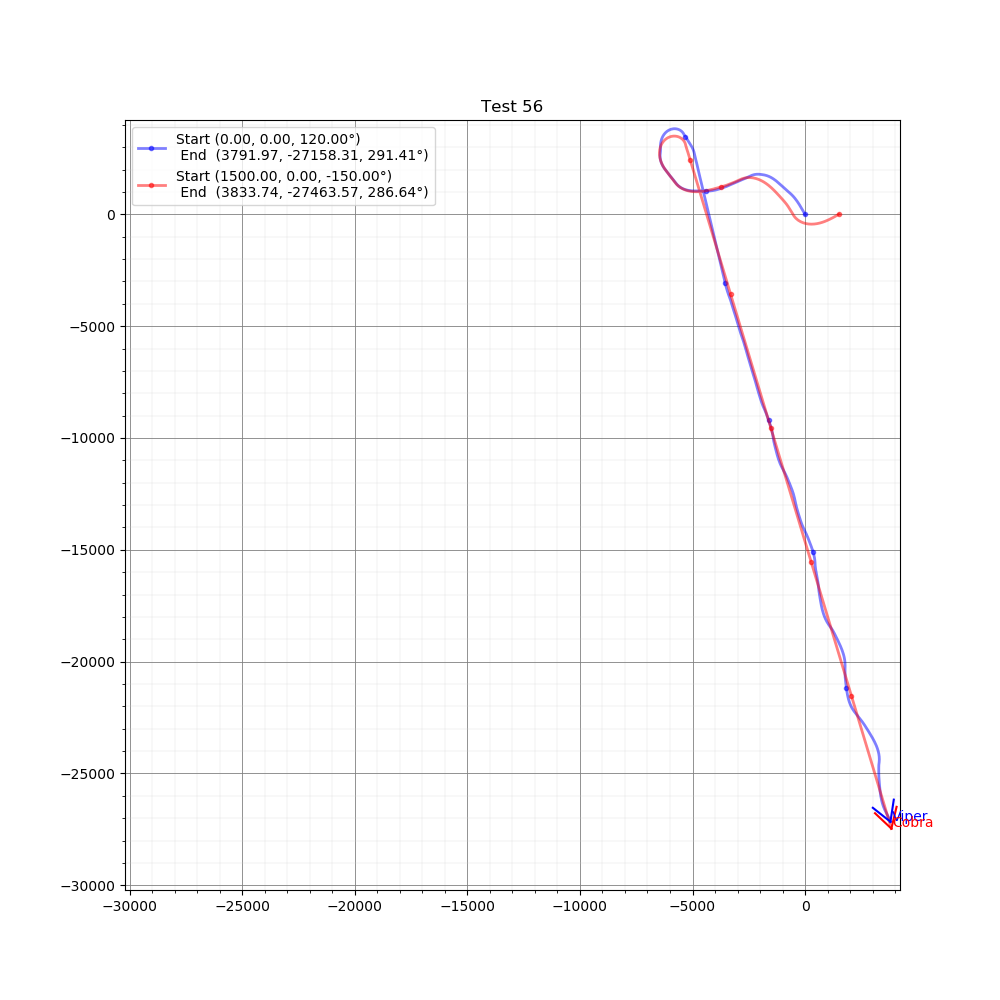 Test 56
Start (0.00, 0.00, 120.00°)
End (3791.97, -27158.31, 291.41°)
Start (1500.00, 0.00, -150.00°)
End (3833.74, -27463.57, 286.64°)
0
−5000
−10000
−15000
−20000
−25000
−30000
Viper
Cobra
−30000 −25000 −20000 −15000 −10000 −5000 0